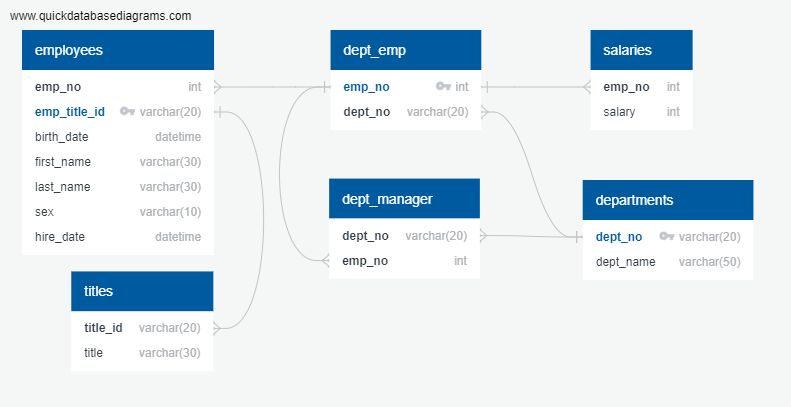 www.quickdatabasediagrams.com
employees
emp_no int
emp_title_id varchar(20)
birth_date datetime
first_name varchar(30)
last_name varchar(30)
sex varchar(10)
hire_date datetime
titles
title_id varchar(20)
title varchar(30)
dept_emp
emp_no int
dept_no varchar(20)
dept_manager
dept_no varchar(20)
emp_no int
salaries
emp_no int
salary int
departments
dept_no varchar(20)
dept_name varchar(50)